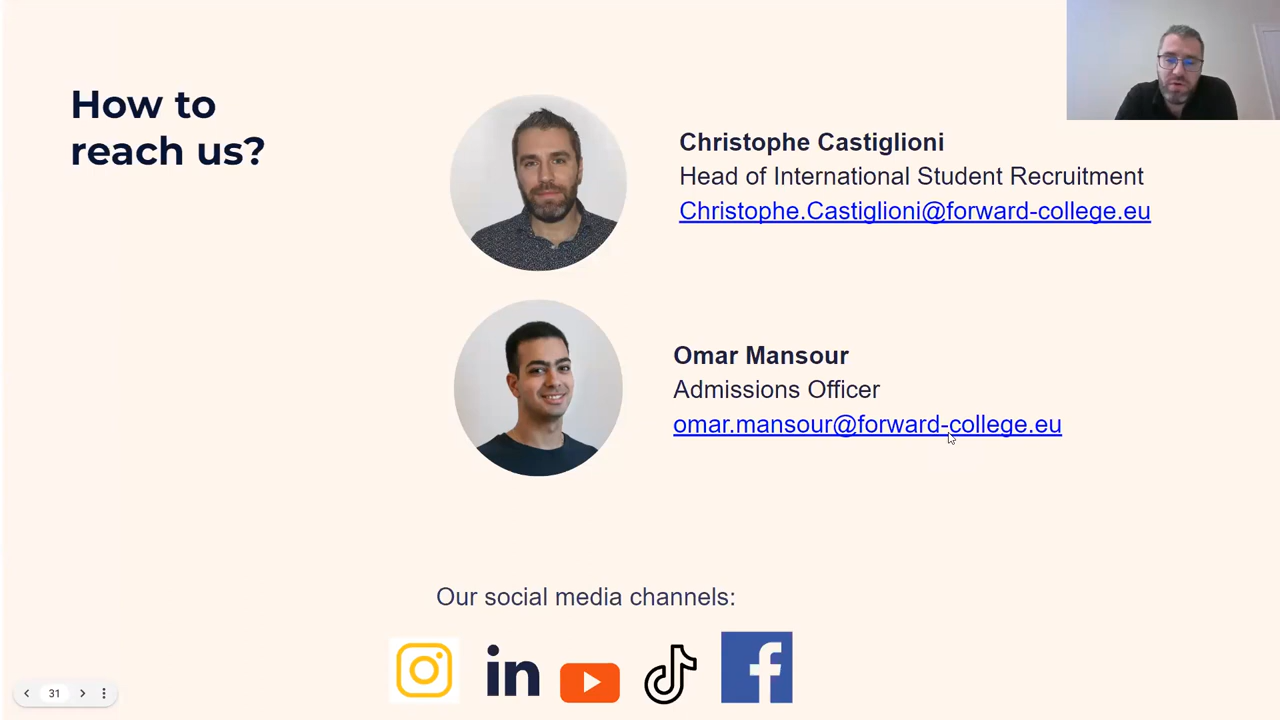 How to
reach us?
Christophe Castiglioni
Head of International Student Recruitment
Christophe.Castiglioni@forward-college.eu
Omar Mansour
Admissions Officer
omar.mansour@forward-college.eu
Our social media channels:
in
f
31